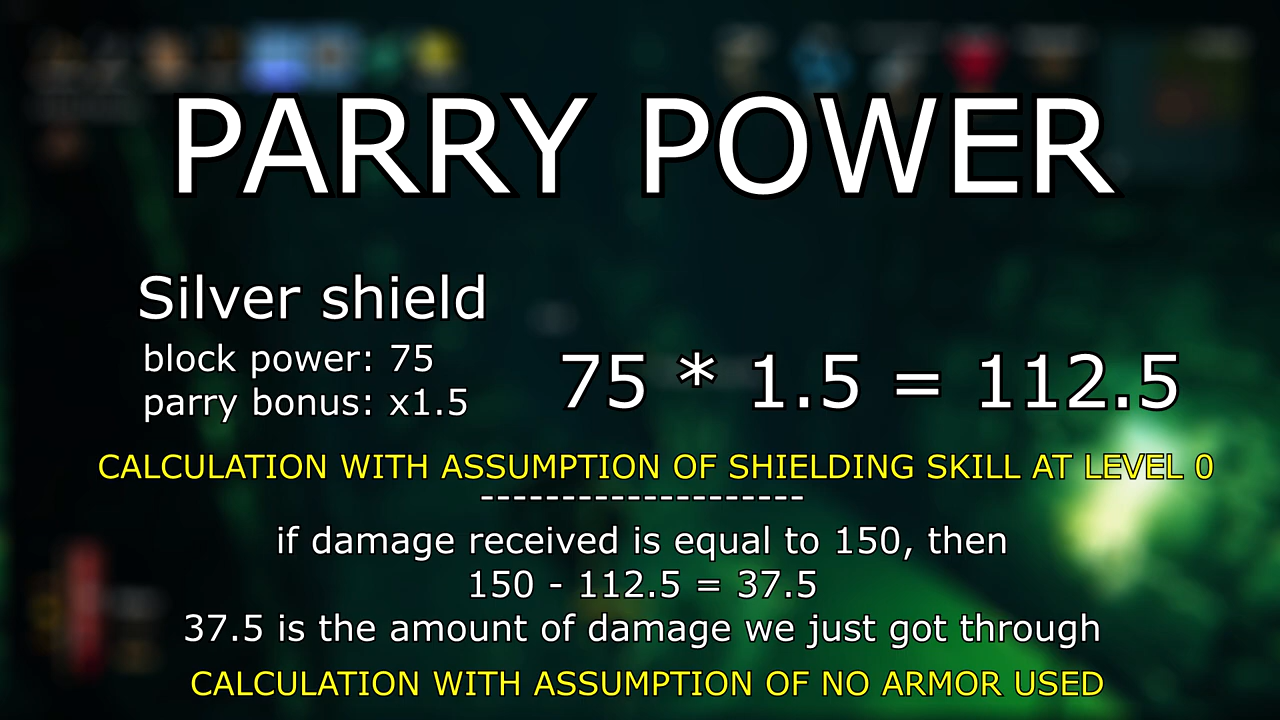 PARRY POWER
Silver shield
block power: 75
parry bonus: x1.5
75 * 1.5 = 112.5
CALCULATION WITH ASSUMPTION OF SHIELDING SKILL AT LEVEL 0
--------------------
if damage received is equal to 150, then
150 - 112.5 = 37.5
37.5 is the amount of damage we just got through
CALCULATION WITH ASSUMPTION OF NO ARMOR USED